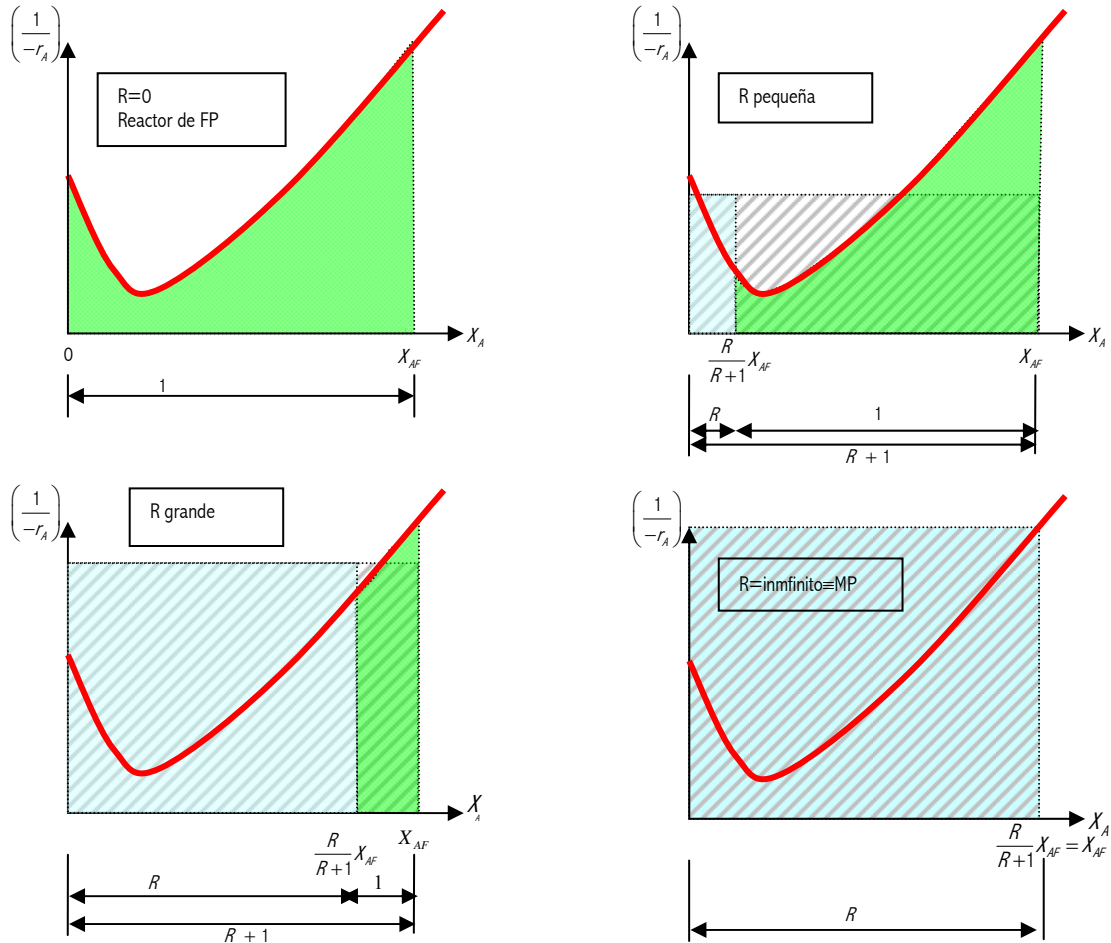 (1/-r_A)
R=0
Reactor de FP
X_A
0
X_AF
1
(1/-r_A)
R pequeña
X_A
R/R+1 X_AF
X_AF
R
1
R + 1
(1/-r_A)
R grande
X_A
R/R+1 X_AF
X_AF
R
1
R + 1
(1/-r_A)
R=inmfinito≡MP
X_A
R/R+1 X_AF = X_AF
R